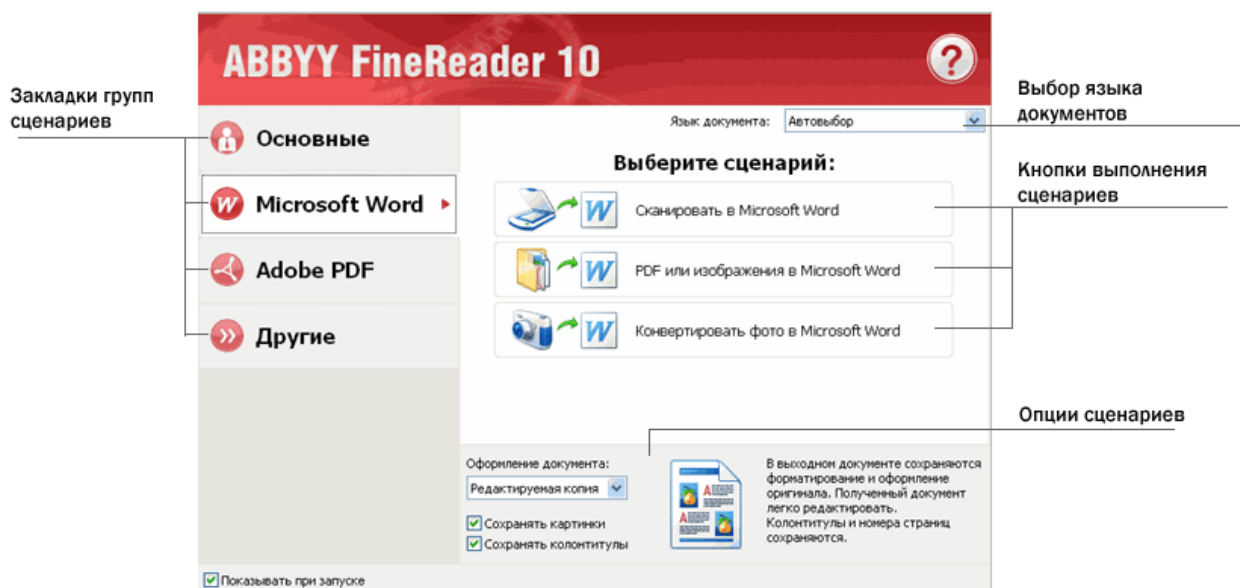 ABBYY FineReader 10
?
Закладки групп
сценариев
Выбор языка
документов
Язык документа: Автовыбор
Основные
Выберите сценарий:
Кнопки выполнения
сценариев
W Microsoft Word
W Сканировать в Microsoft Word
Adobe PDF
W PDF или изображения в Microsoft Word
Другие
W Конвертировать фото в Microsoft Word
Опции сценариев
Оформление документа:
Редактируемая копия
Сохранять картинки
Сохранять колонтитулы
A
A
В выходном документе сохраняются
форматирование и оформление
оригинала. Полученный документ
легко редактировать.
Колонтитулы и номера страниц
сохраняются.
Показывать при запуске